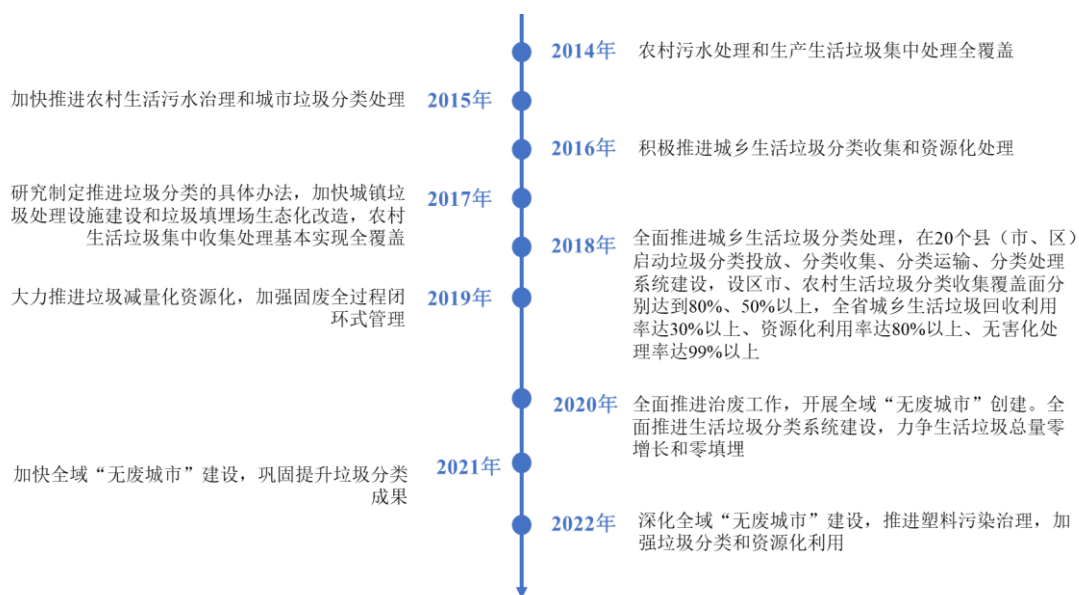 2014年
农村污水处理和生产生活垃圾集中处理全覆盖
加快推进农村生活污水治理和城市垃圾分类处理
2015年
2016年
积极推进城乡生活垃圾分类收集和资源化处理
研究制定推进垃圾分类的具体办法，加快城镇垃
圾处理设施建设和垃圾填埋场生态化改造，农村
生活垃圾集中收集处理基本实现全覆盖
2017年
2018年
全面推进城乡生活垃圾分类处理，在20个县（市、区）
启动垃圾分类投放、分类收集、分类运输、分类处理
系统建设，设区市、农村生活垃圾分类收集覆盖面分
别达到80%、50%以上，全省城乡生活垃圾回收利用
率达30%以上、资源化利用率达80%以上、无害化处
理率达99%以上
大力推进垃圾减量化资源化，加强固废全过程闭
环式管理
2019年
2020年
全面推进治废工作，开展全域“无废城市”创建。全
面推进生活垃圾分类系统建设，力争生活垃圾总量零
增长和零填埋
加快全域“无废城市”建设，巩固提升垃圾分类
成果
2021年
2022年
深化全域“无废城市”建设，推进塑料污染治理，加
强垃圾分类和资源化利用